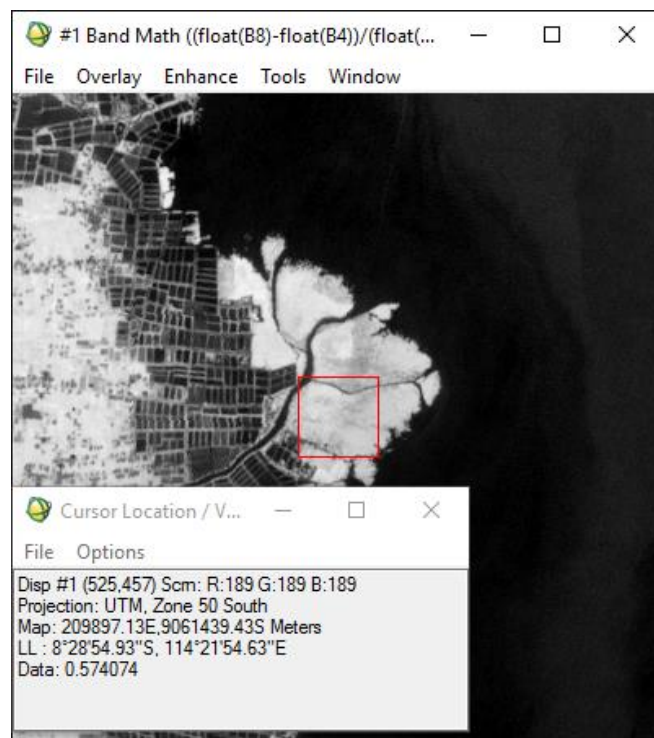 #1 Band Math ((float(B8)-float(B4))/(float(...
File Overlay Enhance Tools Window
Cursor Location / V...
File Options
Disp #1 (525,457) Scrn: R:189 G:189 B:189
Projection: UTM, Zone 50 South
Map: 209897.13E,9061439.43S Meters
LL : 8°28'54.93"S, 114°21'54.63"E
Data: 0.574074